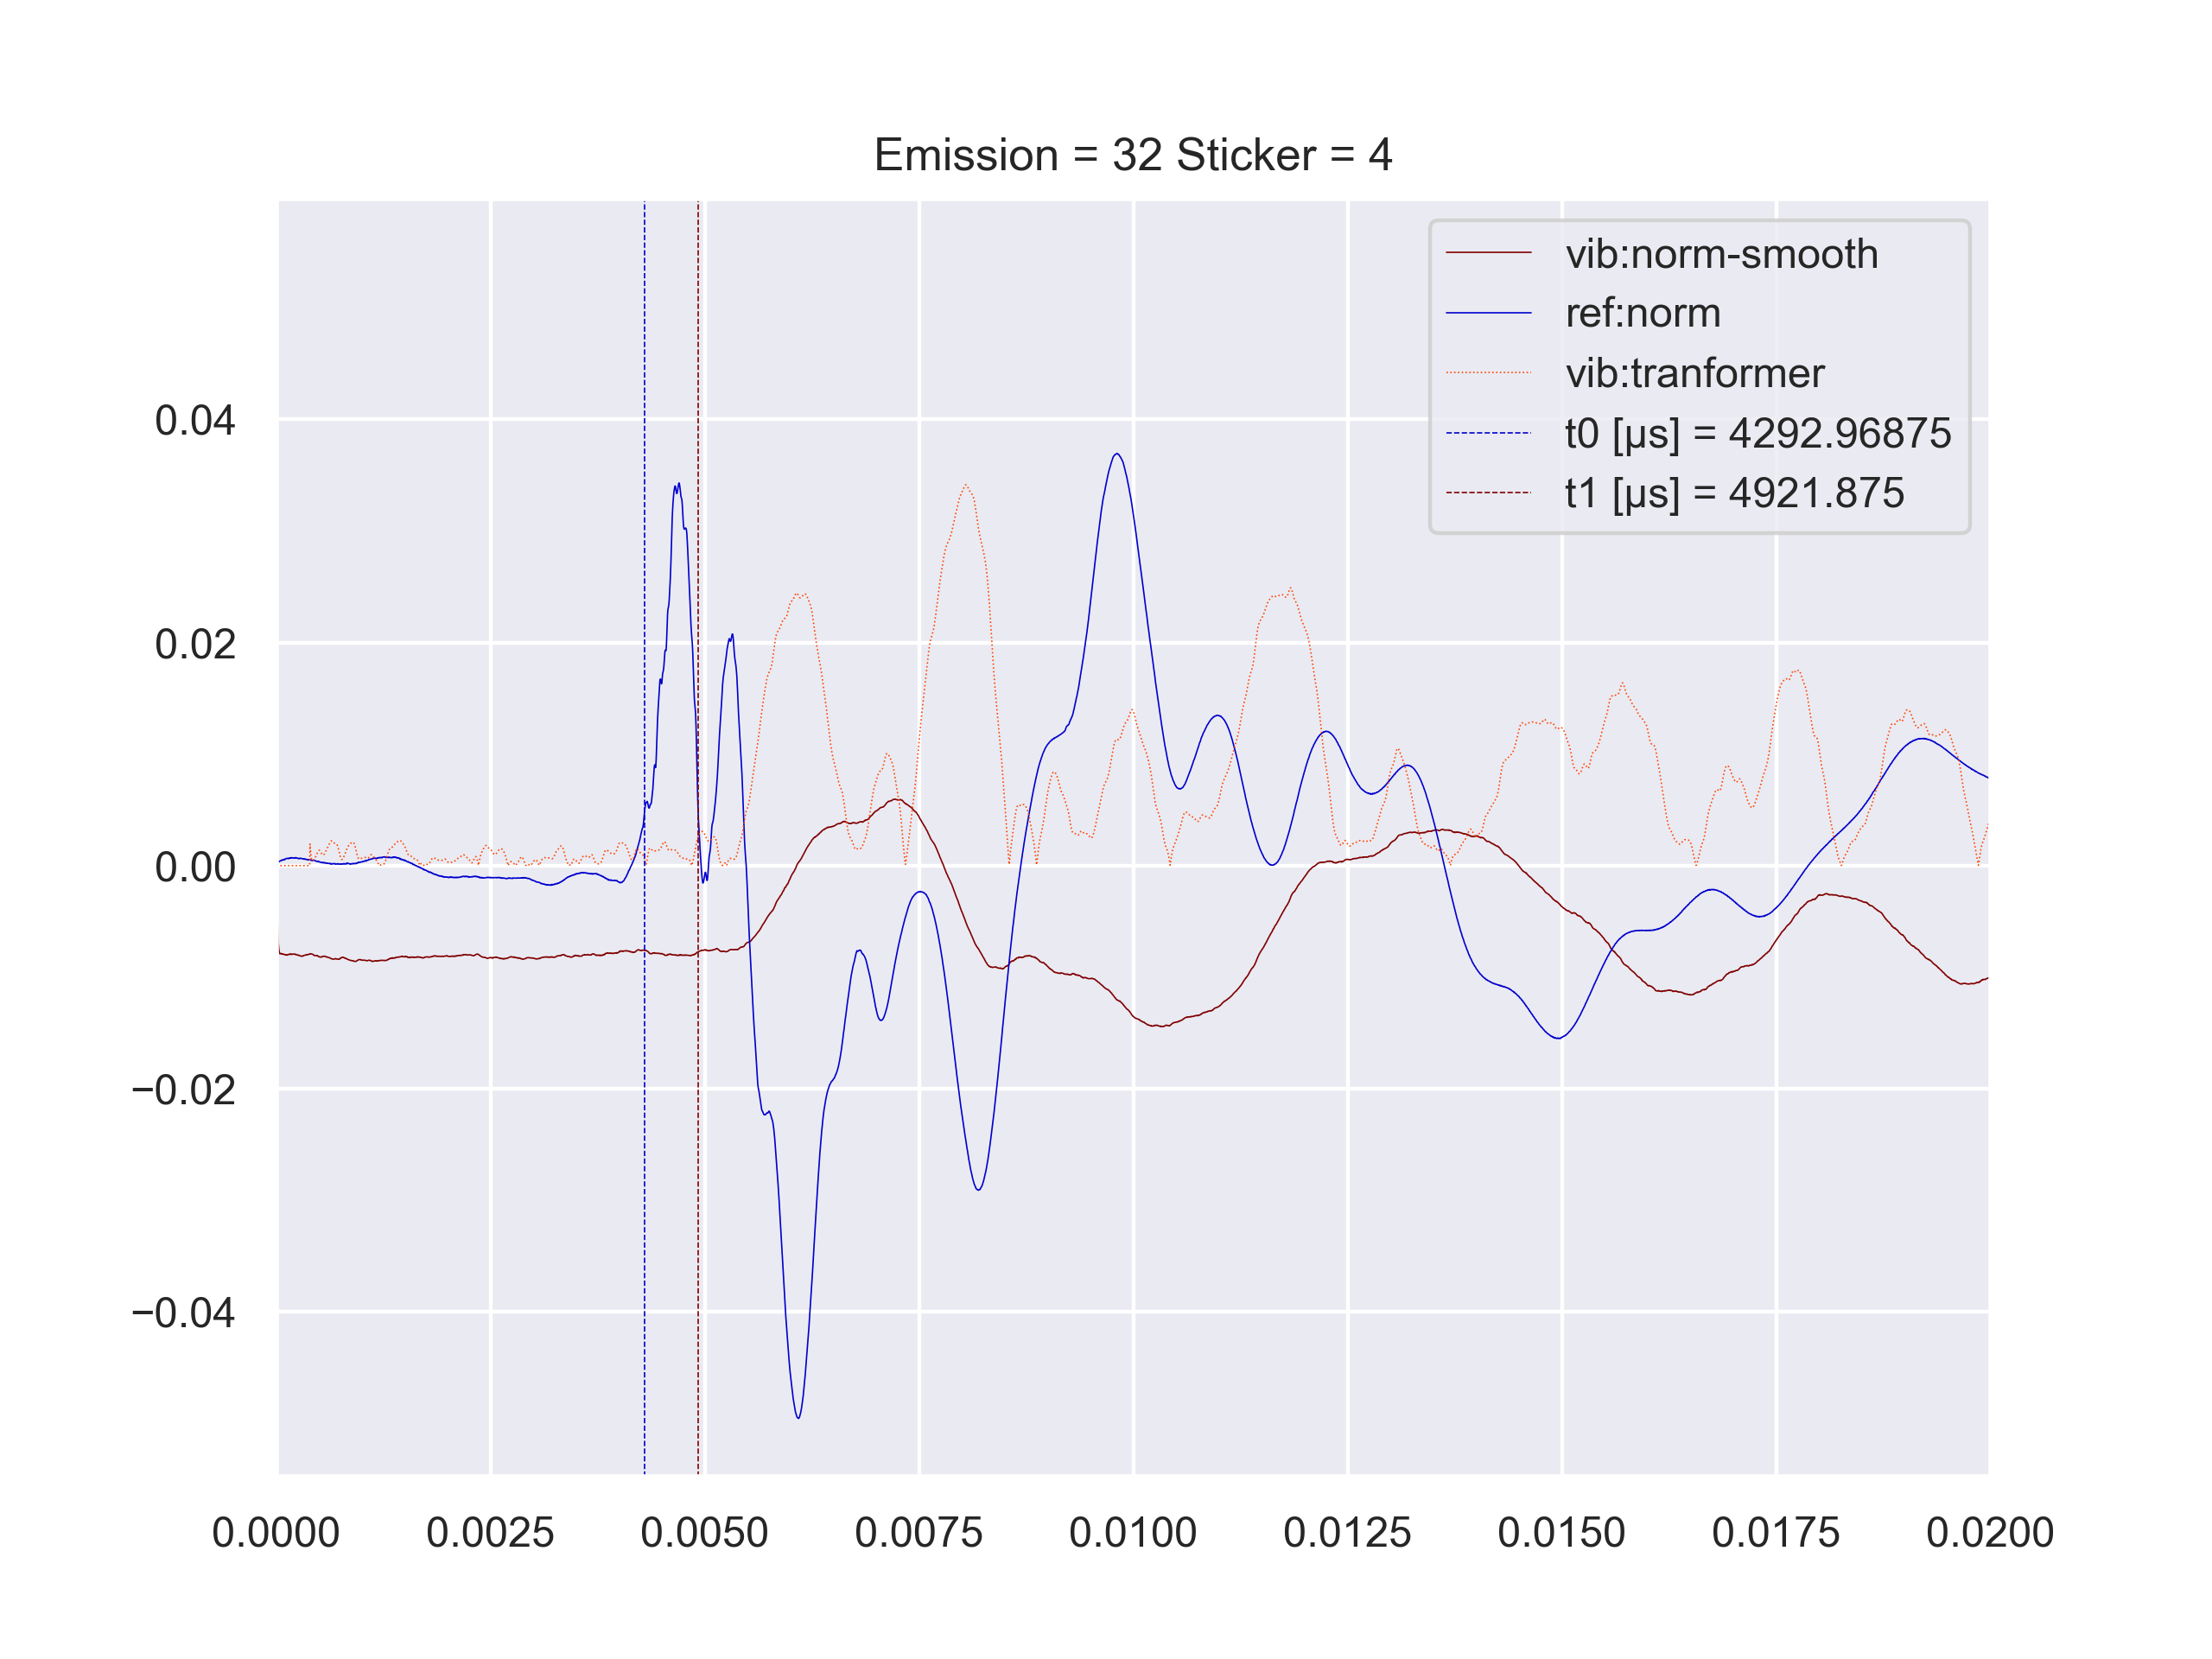 Emission = 32 Sticker = 4
vib:norm-smooth
ref:norm
vib:tranformer
t0 [µs] = 4292.96875
t1 [µs] = 4921.875
0.04
0.02
0.00
−0.02
−0.04
0.0000 0.0025 0.0050 0.0075 0.0100 0.0125 0.0150 0.0175 0.0200